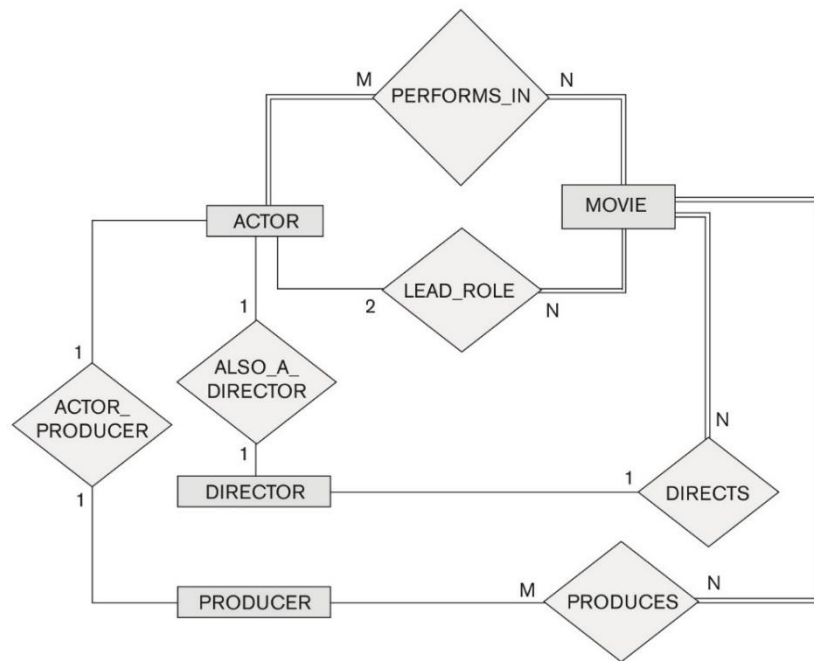 M
PERFORMS_IN
N
ACTOR
MOVIE
LEAD_ROLE
2
N
1
1
ALSO_A_
DIRECTOR
ACTOR_
PRODUCER
N
1
1
DIRECTOR
1
DIRECTS
PRODUCER
M
PRODUCES
N